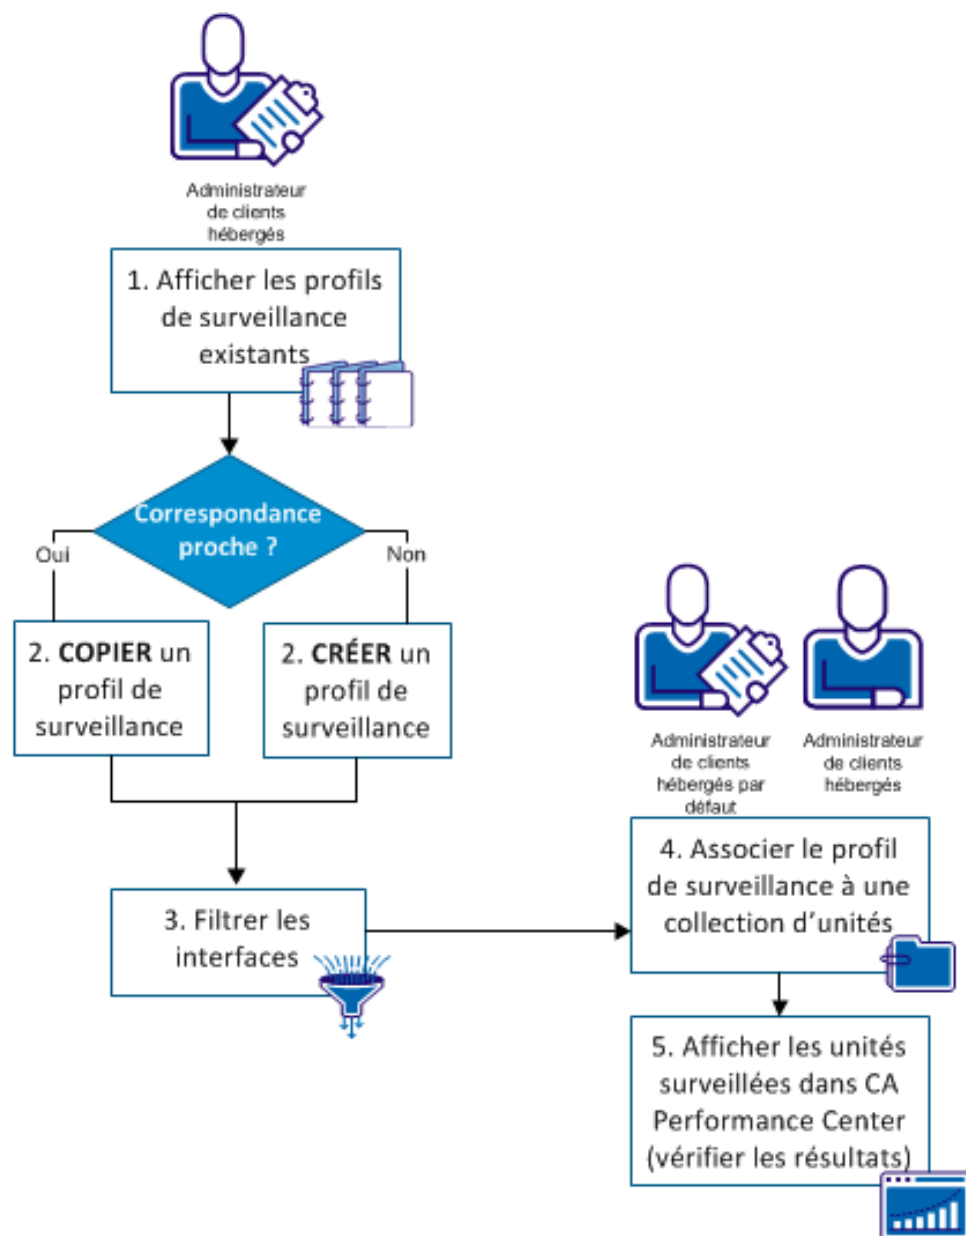 Administrateur
de clients
hébergés
1. Afficher les profils
de surveillance
existants
Correspondance
proche ?
Oui
Non
2. COPIER un
profil de
surveillance
2. CRÉER un
profil de
surveillance
3. Filtrer les
interfaces
Administrateur
de clients
hébergés par
défaut
Administrateur
de clients
hébergés
4. Associer le profil
de surveillance à une
collection d'unités
5. Afficher les unités
surveillées dans CA
Performance Center
(vérifier les résultats)